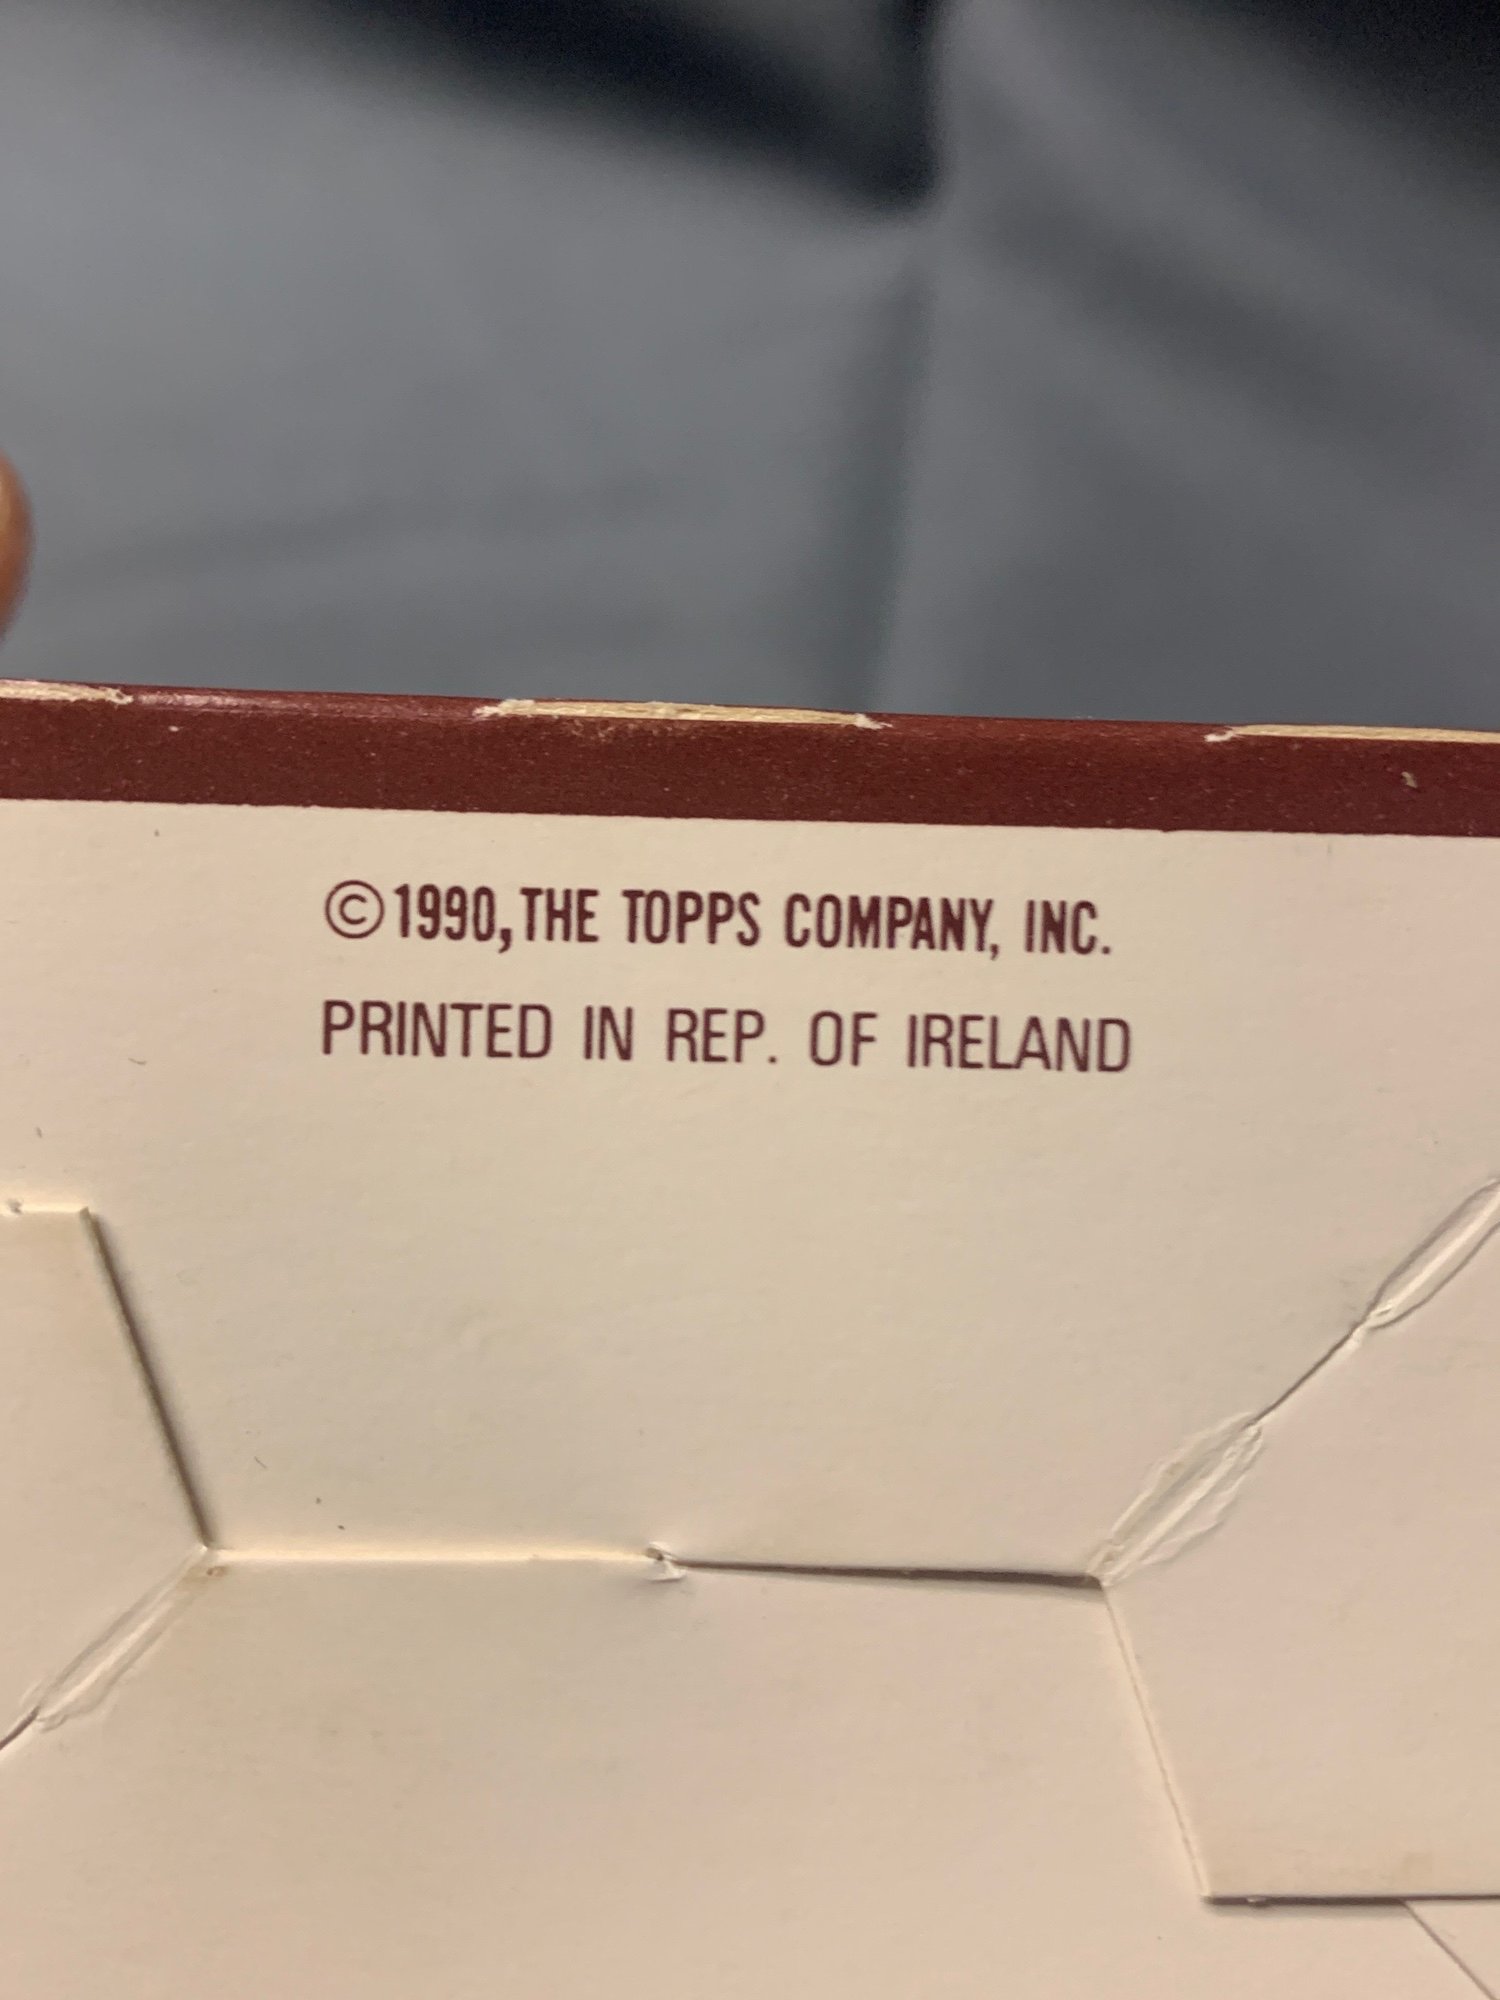 ©1990, THE TOPPS COMPANY, INC.
PRINTED IN REP. OF IRELAND